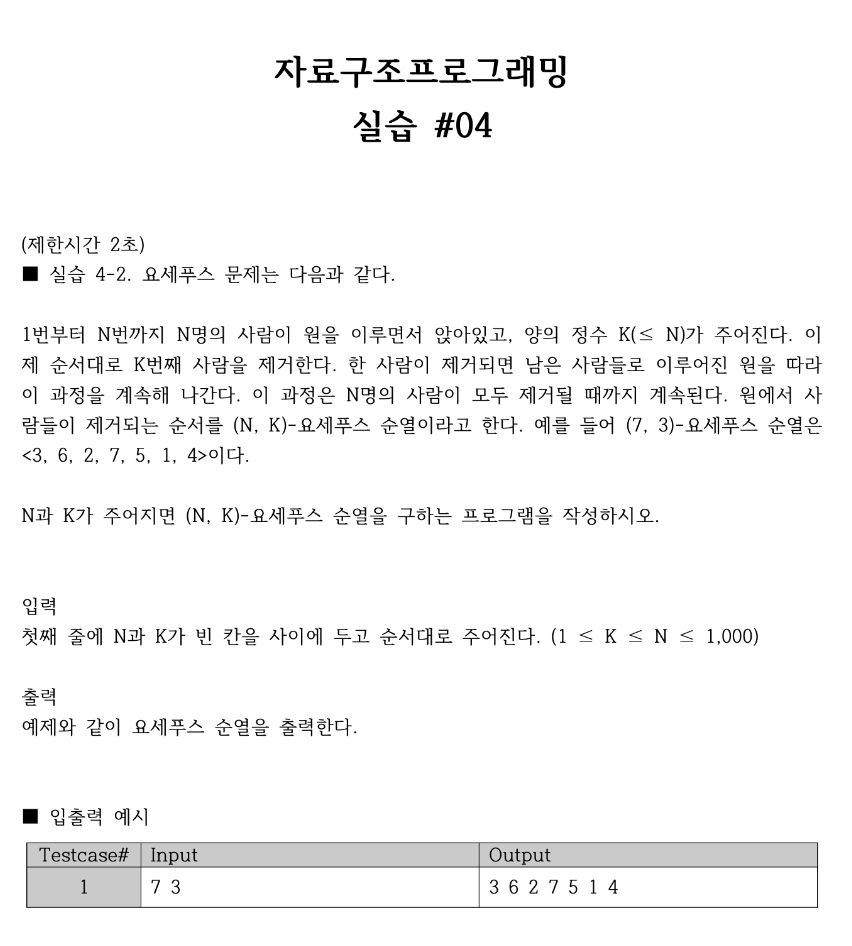 자료구조프로그래밍
실습 #04
(제한시간 2초)
■ 실습 4-2. 요세푸스 문제는 다음과 같다.
1번부터 N번까지 N명의 사람이 원을 이루면서 앉아있고, 양의 정수 K(≤ N)가 주어진다. 이
제 순서대로 K번째 사람을 제거한다. 한 사람이 제거되면 남은 사람들로 이루어진 원을 따라
이 과정을 계속해 나간다. 이 과정은 N명의 사람이 모두 제거될 때까지 계속된다. 원에서 사
람들이 제거되는 순서를 (N, K)-요세푸스 순열이라고 한다. 예를 들어 (7, 3)-요세푸스 순열은
<3, 6, 2, 7, 5, 1, 4>이다.
N과 K가 주어지면 (N, K)-요세푸스 순열을 구하는 프로그램을 작성하시오.
입력
첫째 줄에 N과 K가 빈 칸을 사이에 두고 순서대로 주어진다. (1 ≤ K ≤ N ≤ 1,000)
출력
예제와 같이 요세푸스 순열을 출력한다.
■ 입출력 예시
Testcase# Input Output
1 7 3 3 6 2 7 5 1 4